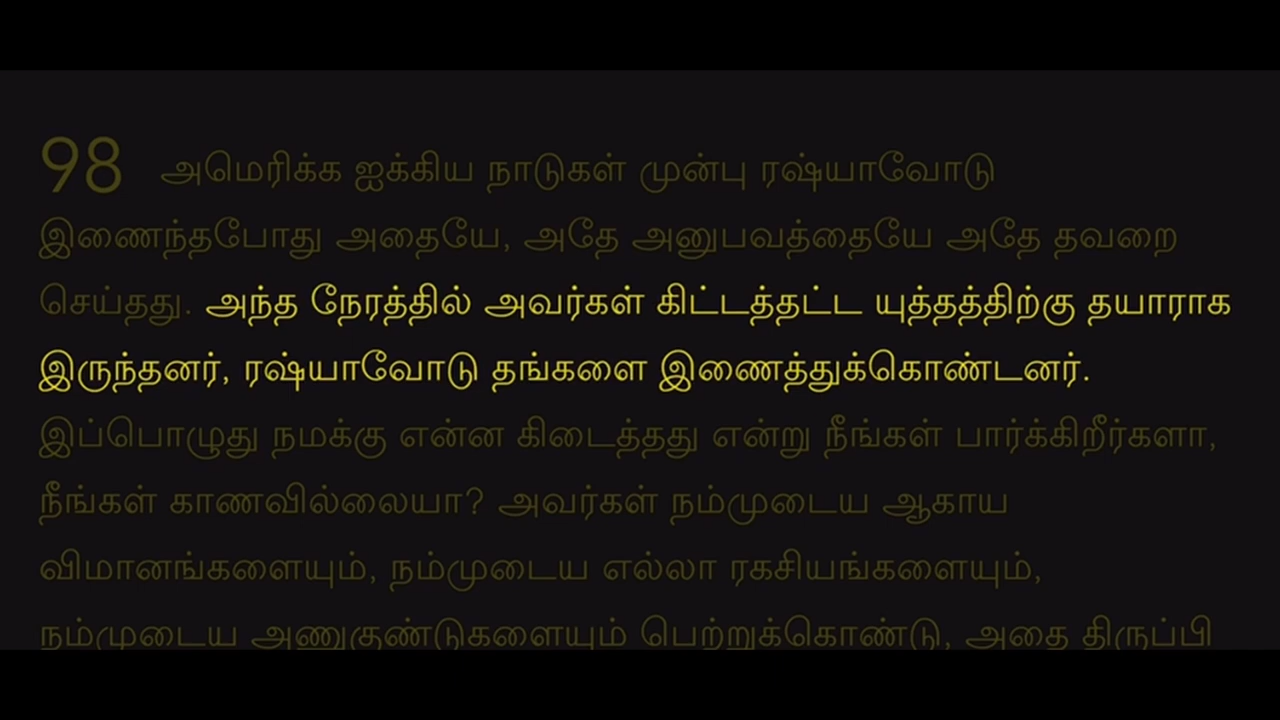 98 அமெரிக்க ஐக்கிய நாடுகள் முன்பு ரஷ்யாவோடு
இணைந்தபோது அதையே, அதே அனுபவத்தையே அதே தவறை
செய்தது. அந்த நேரத்தில் அவர்கள் கிட்டத்தட்ட யுத்தத்திற்கு தயாராக
இருந்தனர், ரஷ்யாவோடு தங்களை இணைத்துக்கொண்டனர்.
இப்பொழுது நமக்கு என்ன கிடைத்தது என்று நீங்கள் பார்க்கிறீர்களா,
நீங்கள் காணவில்லையா? அவர்கள் நம்முடைய ஆகாய
விமானங்களையும், நம்முடைய எல்லா ரகசியங்களையும்,
நம்முடைய அணுகுண்டுகளையும் பெற்றுக்கொண்டு, அதை திருப்பி